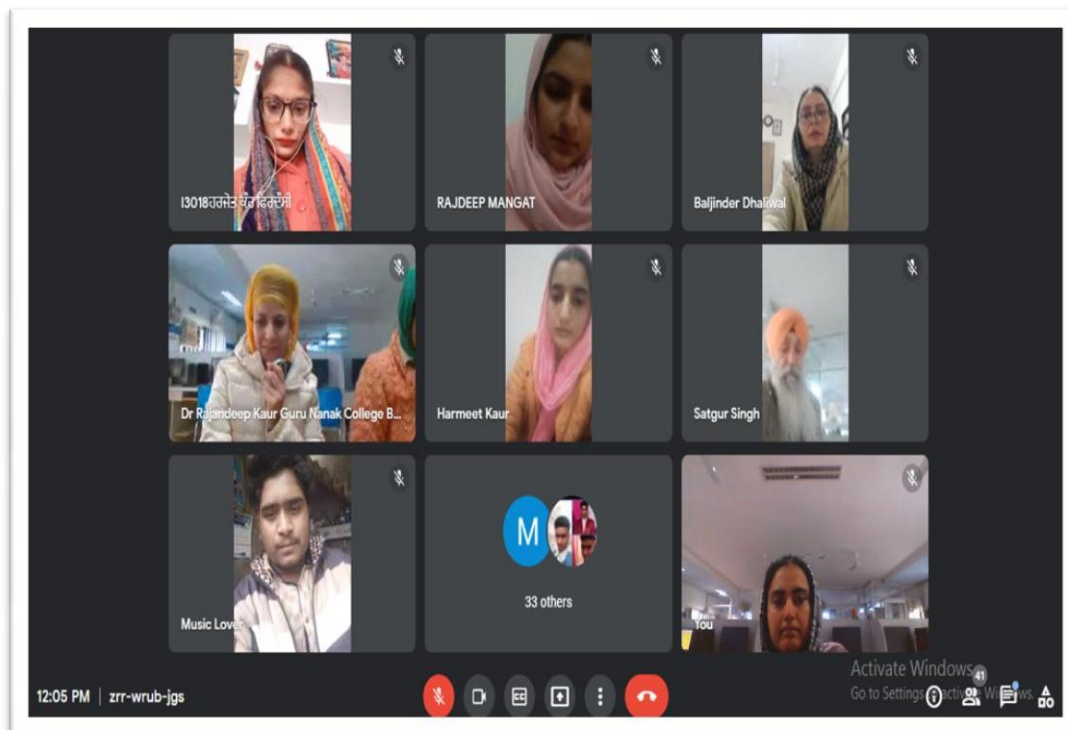 13018ਹਰਜੋਤ ਕੌਰ ਫਿਰਦੌਸੀ
RAJDEEP MANGAT
Baljinder Dhaliwal
Dr Rajandeep Kaur Guru Nanak College B...
Harmeet Kaur
Satgur Singh
Music Lover
M
33 others
You
Activate Windows
Go to Settings activate Windows.
41
12:05 PM | zrr-wrub-jgs
CC